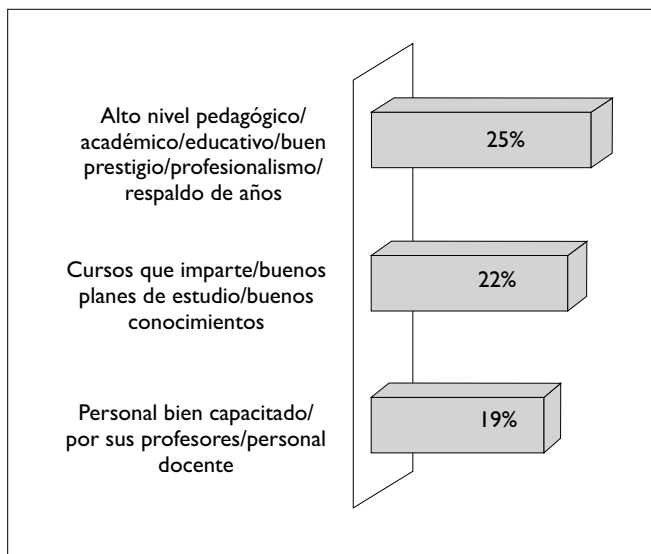 Alto nivel pedagógico/
académico/educativo/buen
prestigio/profesionalismo/
respaldo de años
25%
Cursos que imparte/buenos
planes de estudio/buenos
conocimientos
22%
Personal bien capacitado/
por sus profesores/personal
docente
19%